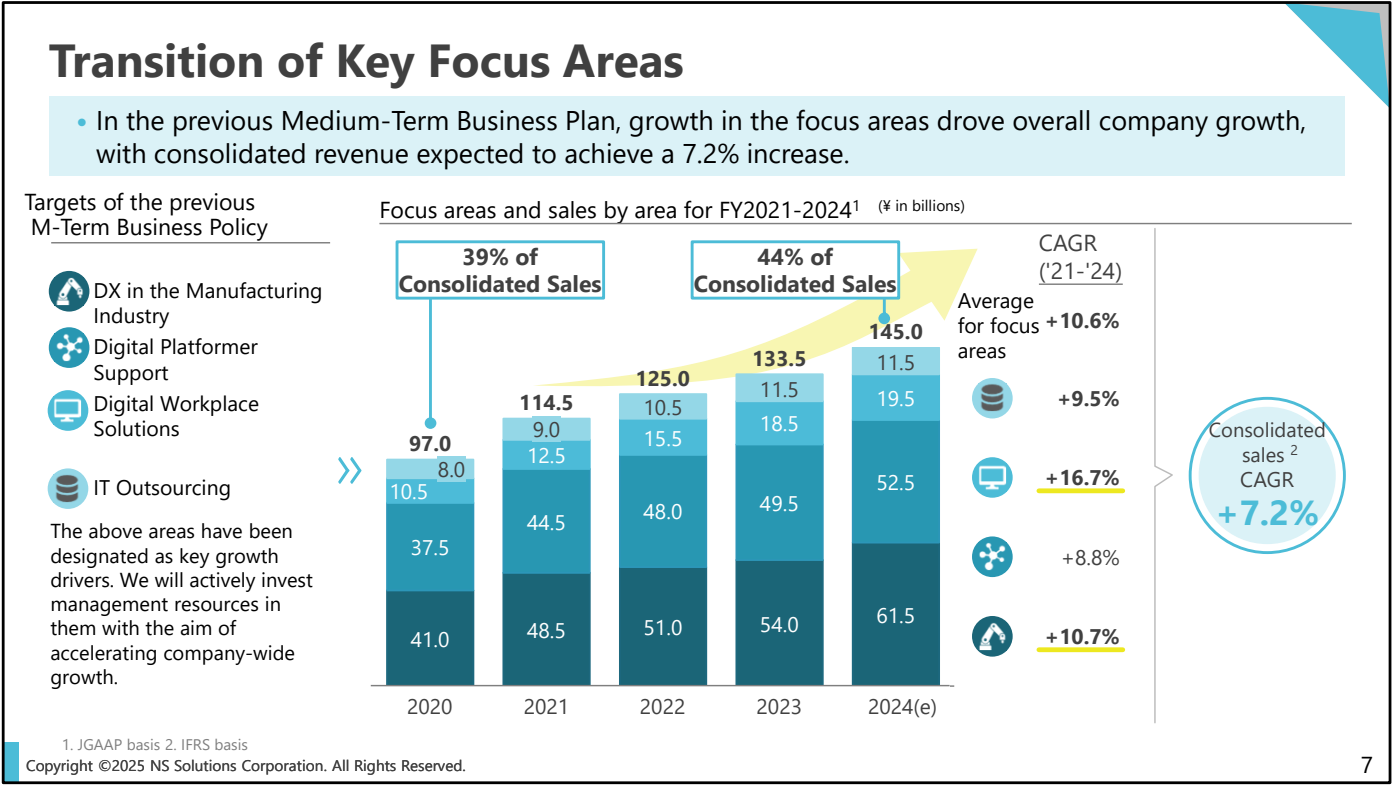 Transition of Key Focus Areas
• In the previous Medium-Term Business Plan, growth in the focus areas drove overall company growth,
with consolidated revenue expected to achieve a 7.2% increase.
Targets of the previous
M-Term Business Policy
DX in the Manufacturing
Industry
Digital Platformer
Support
Digital Workplace
Solutions
IT Outsourcing
The above areas have been
designated as key growth
drivers. We will actively invest
management resources in
them with the aim of
accelerating company-wide
growth.
Focus areas and sales by area for FY2021-2024¹ (¥ in billions)
39% of
Consolidated Sales
44% of
Consolidated Sales
97.0
8.0
10.5
37.5
41.0
2020
114.5
9.0
12.5
44.5
48.5
2021
125.0
10.5
15.5
48.0
51.0
2022
133.5
11.5
18.5
49.5
54.0
2023
145.0
11.5
19.5
52.5
61.5
2024(e)
CAGR
('21-'24)
Average
for focus
areas
+10.6%
+9.5%
+16.7%
+8.8%
+10.7%
Consolidated
sales ²
CAGR
+7.2%
1. JGAAP basis 2. IFRS basis
Copyright ©2025 NS Solutions Corporation. All Rights Reserved.
7